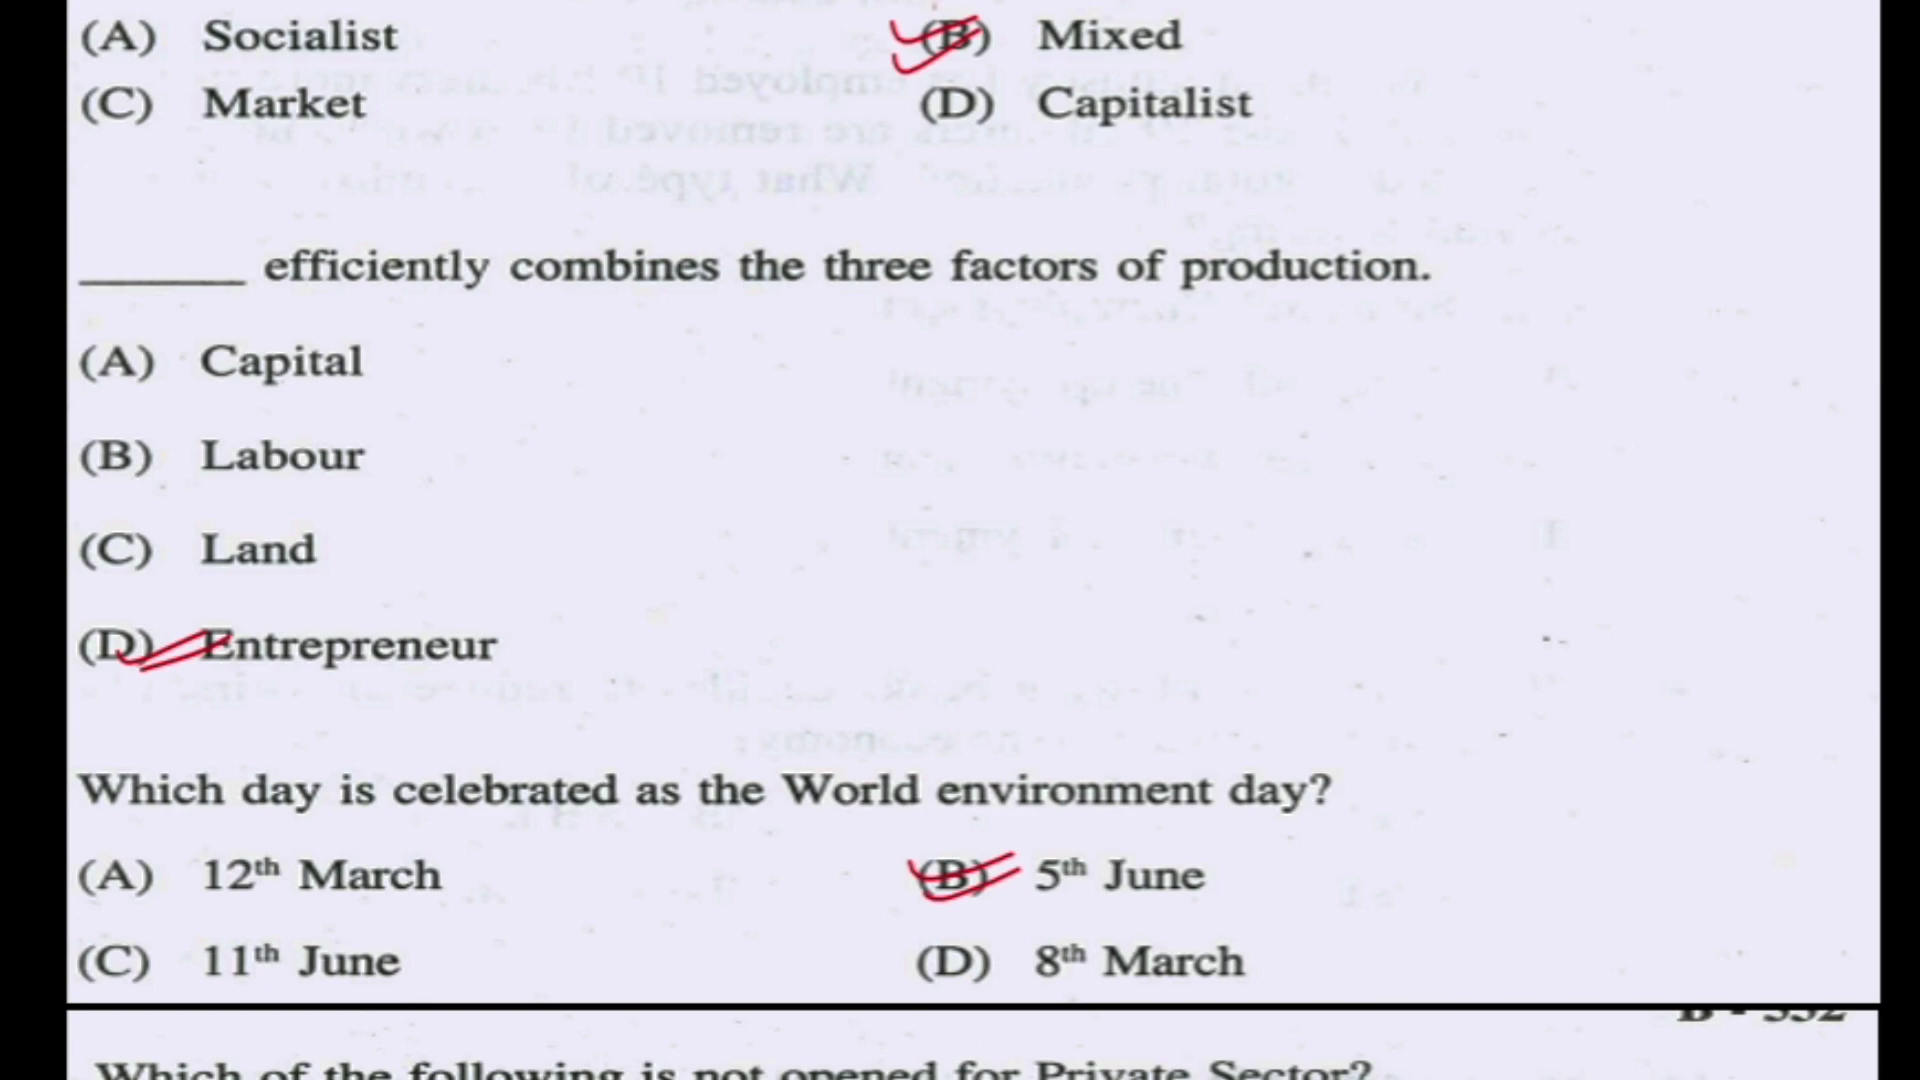 (A) Socialist (B) Mixed
(C) Market (D) Capitalist
_______ efficiently combines the three factors of production.
(A) Capital
(B) Labour
(C) Land
(D) Entrepreneur
Which day is celebrated as the World environment day?
(A) 12th March (B) 5th June
(C) 11th June (D) 8th March
B - 332
Which of the following is not opened for Private Sector?